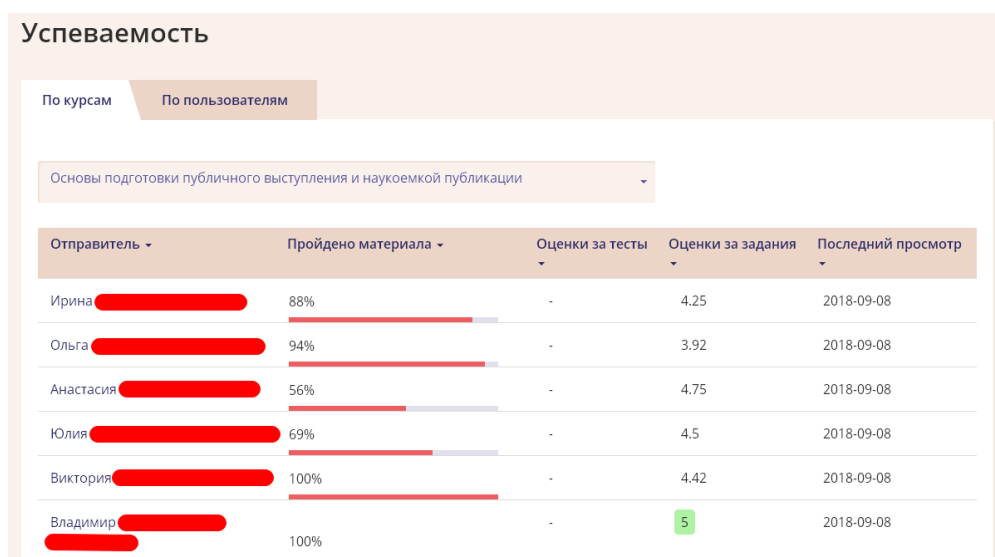 Успеваемость
По курсам По пользователям
Основы подготовки публичного выступления и наукоемкой публикации
Отправитель Пройдено материала Оценки за тесты Оценки за задания Последний просмотр
Ирина 88% - 4.25 2018-09-08
Ольга 94% - 3.92 2018-09-08
Анастасия 56% - 4.75 2018-09-08
Юлия 69% - 4.5 2018-09-08
Виктория 100% - 4.42 2018-09-08
Владимир 100% - 5 2018-09-08